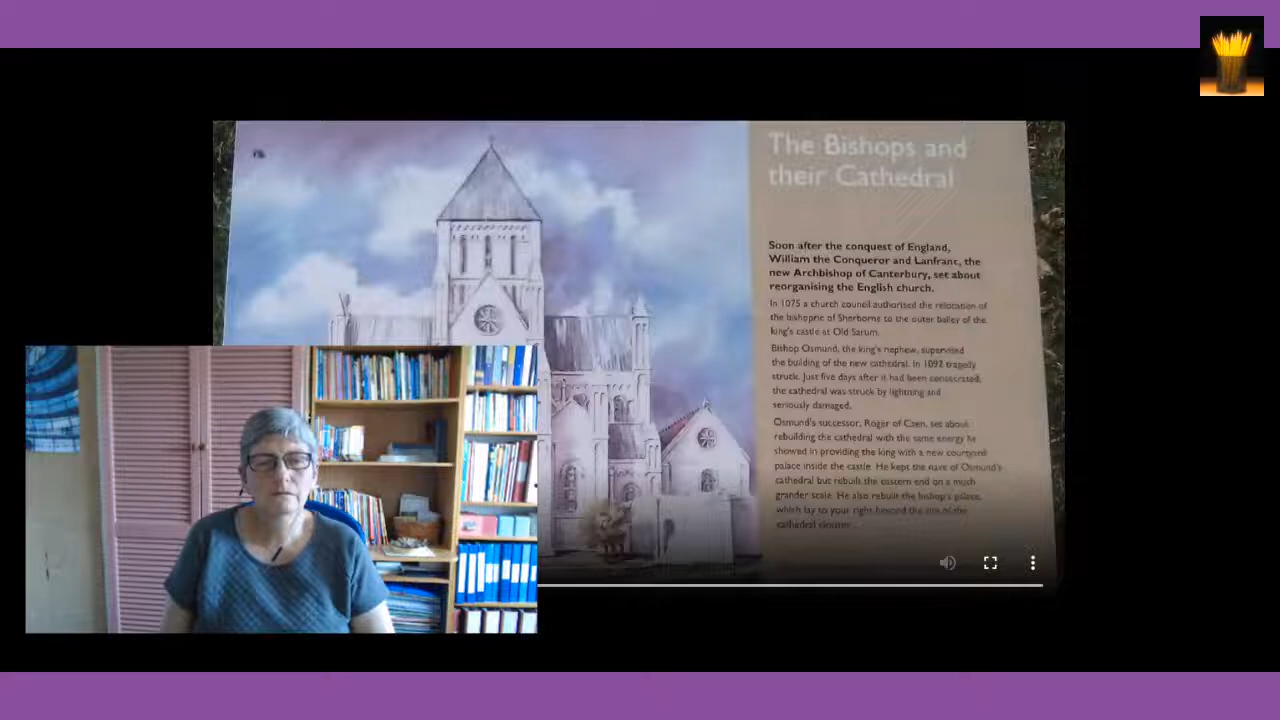 The Bishops and
their Cathedral
Soon after the conquest of England,
William the Conqueror and Lanfranc, the
new Archbishop of Canterbury, set about
reorganising the English church.
In 1075 a church council authorised the relocation of
the bishopric of Sherborne to the outer bailey of the
king's castle at Old Sarum.
Bishop Osmund, the king's nephew, supervised
the building of the new cathedral. In 1092 tragedy
struck. Just five days after it had been consecrated,
the cathedral was struck by lightning and
seriously damaged.
Osmund's successor, Roger of Caen, set about
rebuilding the cathedral with the same energy he
showed in providing the king with a new courtyard
palace inside the castle. He kept the nave of Osmund's
cathedral but rebuilt the eastern end on a much
grander scale. He also rebuilt the bishop's palace,
which lay to your right beyond the site of the
cathedral cloister.